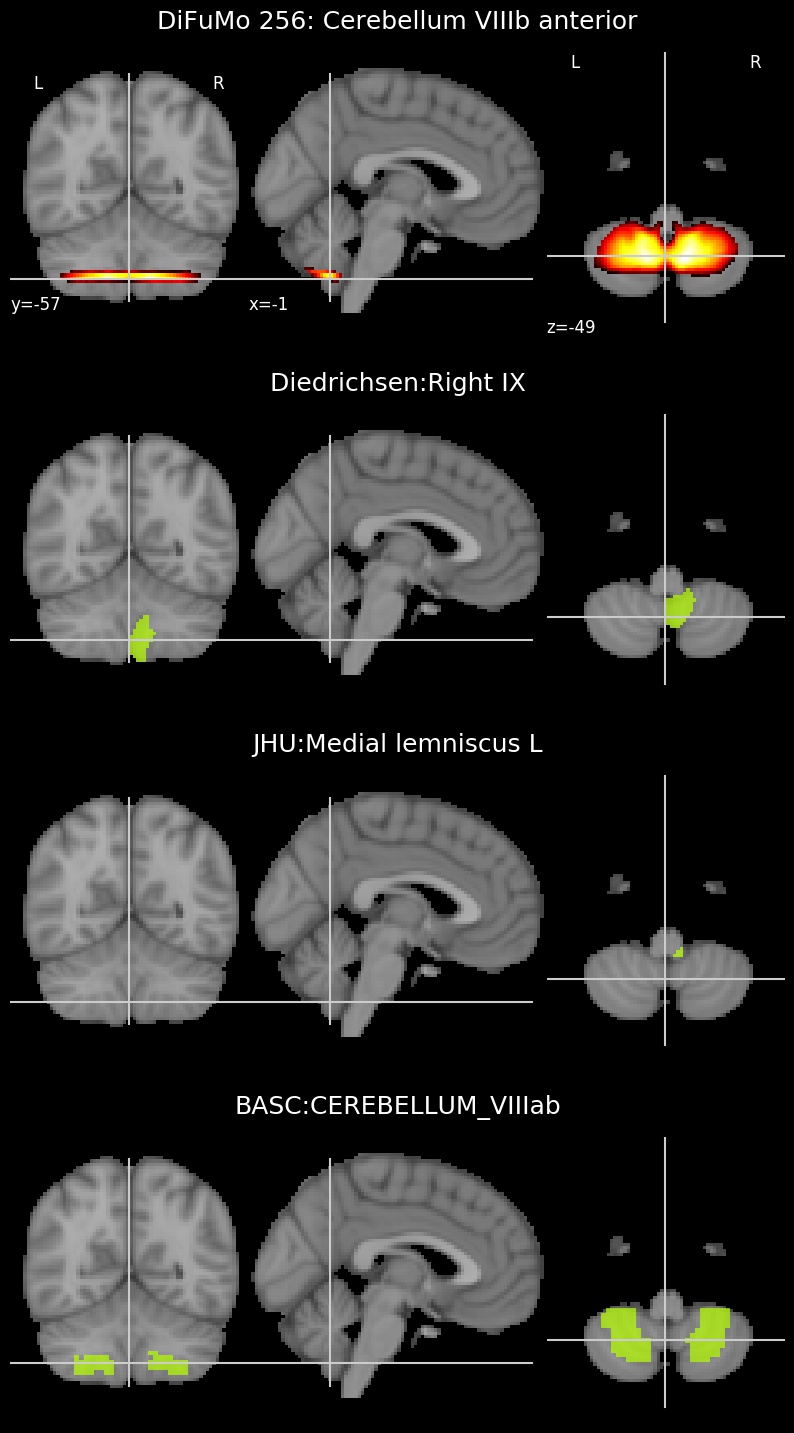 DiFuMo 256: Cerebellum VIIIb anterior
L R
L R
y=-57
x=-1
z=-49
Diedrichsen:Right IX
JHU:Medial lemniscus L
BASC:CEREBELLUM_VIIIab